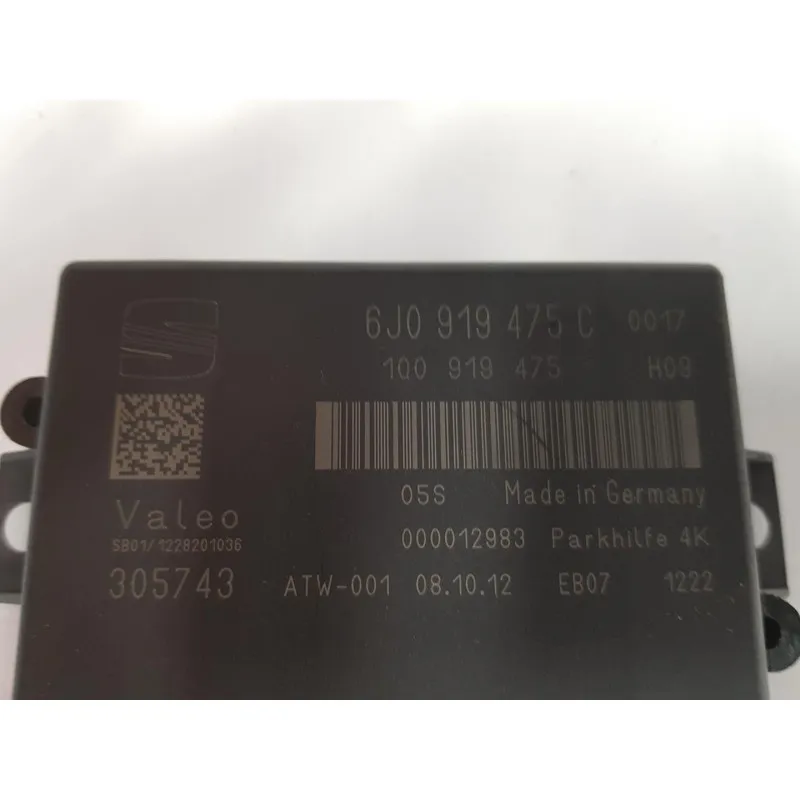 6J0 919 475 C 0017
1Q0 919 475 H09
05S Made in Germany
Valeo
SB01/1228201036
000012983 Parkhilfe 4K
305743 ATW-001 08.10.12 EB07 1222